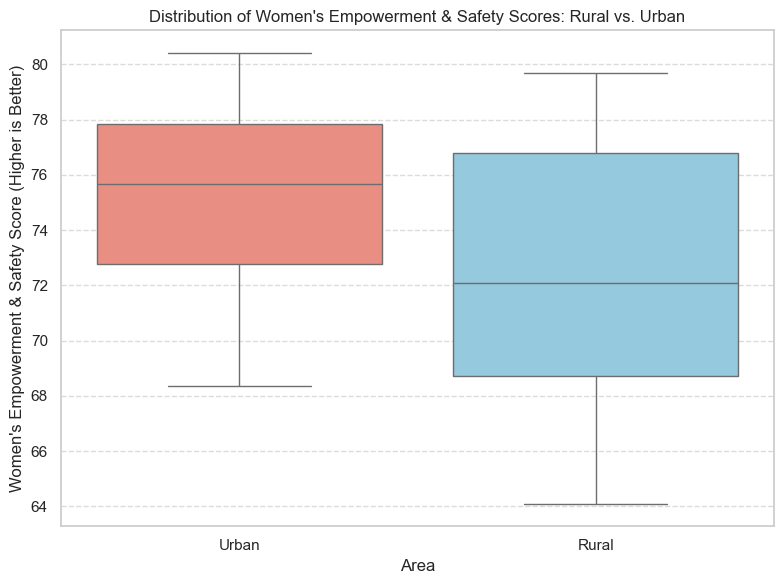 Distribution of Women's Empowerment & Safety Scores: Rural vs. Urban
Women's Empowerment & Safety Score (Higher is Better)
80
78
76
74
72
70
68
66
64
Urban
Rural
Area